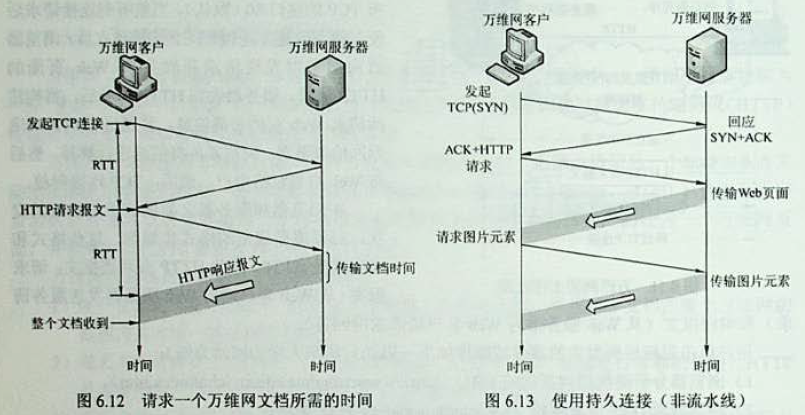 万维网客户
万维网服务器
发起TCP连接
RTT
HTTP请求报文
RTT
HTTP响应报文
传输文档时间
整个文档收到
时间
时间
图 6.12 请求一个万维网文档所需的时间
万维网客户
万维网服务器
发起
TCP(SYN)
回应
SYN+ACK
ACK+HTTP
请求
传输Web页面
请求图片元素
传输图片元素
时间
时间
图 6.13 使用持久连接（非流水线）